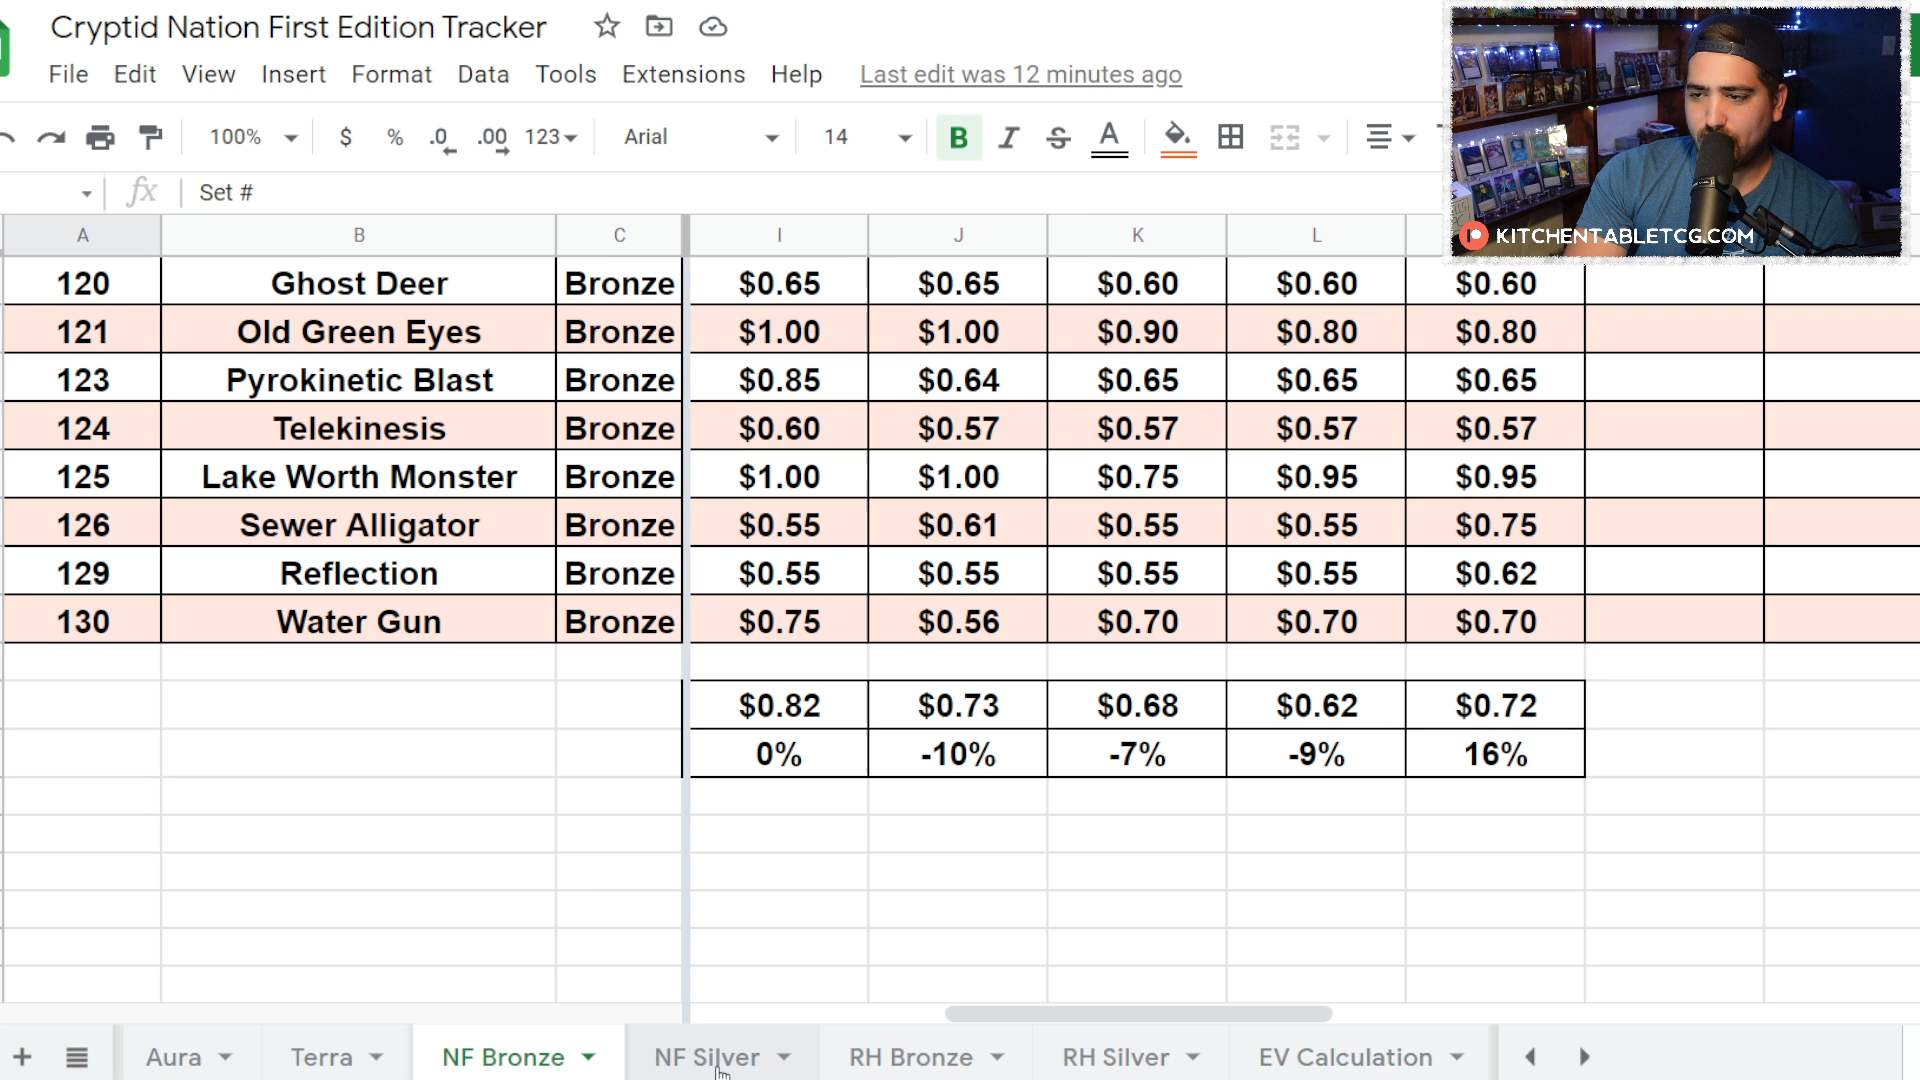 Cryptid Nation First Edition Tracker
File Edit View Insert Format Data Tools Extensions Help Last edit was 12 minutes ago
100% $ % .0 .00 123 Arial 14 B I S A
fx Set #
KITCHENTABLETCG.COM
A B C I J K L
120 Ghost Deer Bronze $0.65 $0.65 $0.60 $0.60 $0.60
121 Old Green Eyes Bronze $1.00 $1.00 $0.90 $0.80 $0.80
123 Pyrokinetic Blast Bronze $0.85 $0.64 $0.65 $0.65 $0.65
124 Telekinesis Bronze $0.60 $0.57 $0.57 $0.57 $0.57
125 Lake Worth Monster Bronze $1.00 $1.00 $0.75 $0.95 $0.95
126 Sewer Alligator Bronze $0.55 $0.61 $0.55 $0.55 $0.75
129 Reflection Bronze $0.55 $0.55 $0.55 $0.55 $0.62
130 Water Gun Bronze $0.75 $0.56 $0.70 $0.70 $0.70
$0.82 $0.73 $0.68 $0.62 $0.72
0% -10% -7% -9% 16%
+ Aura Terra NF Bronze NF Silver RH Bronze RH Silver EV Calculation